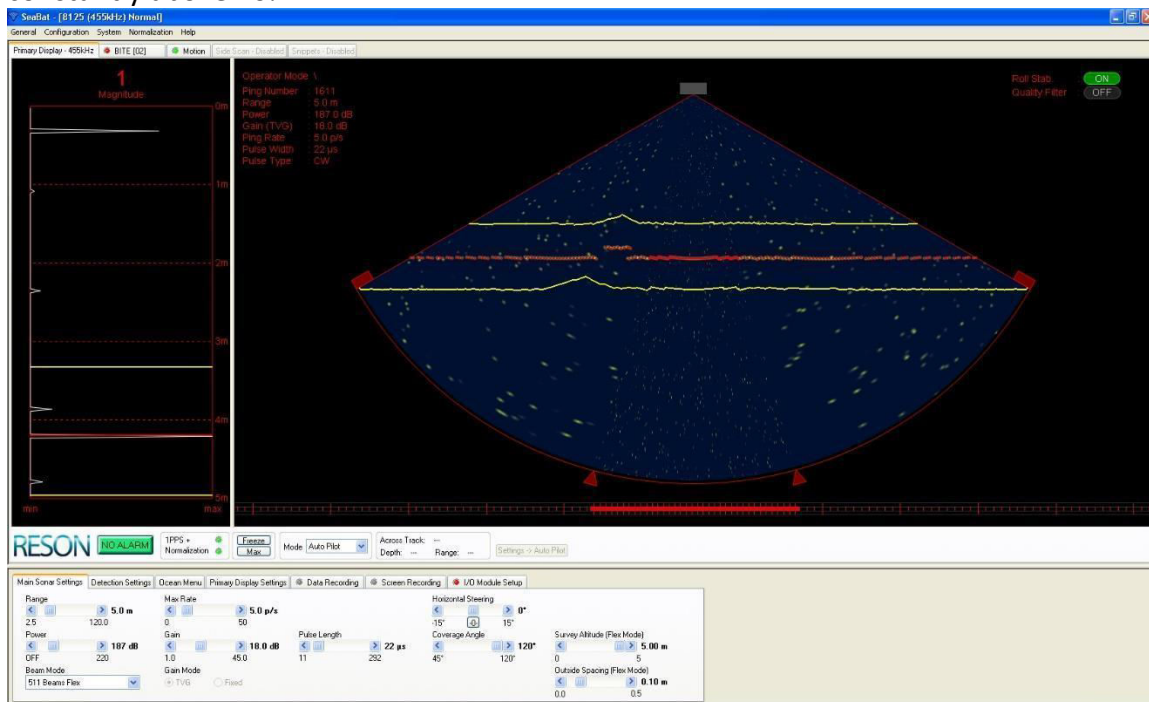 SeaBat - [8125 (455kHz) Normal]
General Configuration System Normalization Help
Primary Display - 455kHz BITE [02] Motion Side Scan - Disabled Snippets - Disabled
1
Magnitude
0m
1m
2m
3m
4m
5m
min max
Operator Mode \
Ping Number : 1611
Range : 5.0 m
Power : 187.0 dB
Gain (TVG) : 18.0 dB
Ping Rate : 5.0 p/s
Pulse Width : 22 µs
Pulse Type : CW
Roll Stab. ON
Quality Filter OFF
RESON NO ALARM
1PPS +
Normalization
Freeze
Max
Mode Auto Pilot
Across Track: --
Depth: --- Range: ---
Settings -> Auto Pilot
Main Sonar Settings Detection Settings Ocean Menu Primary Display Settings Data Recording Screen Recording I/O Module Setup
Range Max Rate Horizontal Steering
5.0 m 5.0 p/s 0°
2.5 120.0 0 50 -15° -0- 15°
Power Gain Pulse Length Coverage Angle Survey Altitude (Flex Mode)
187 dB 18.0 dB 22 µs 120° 5.00 m
OFF 220 1.0 45.0 11 292 45° 120° 0 5
Beam Mode Gain Mode Outside Spacing (Flex Mode)
511 Beams Flex TVG Fixed 0.10 m
0.0 0.5